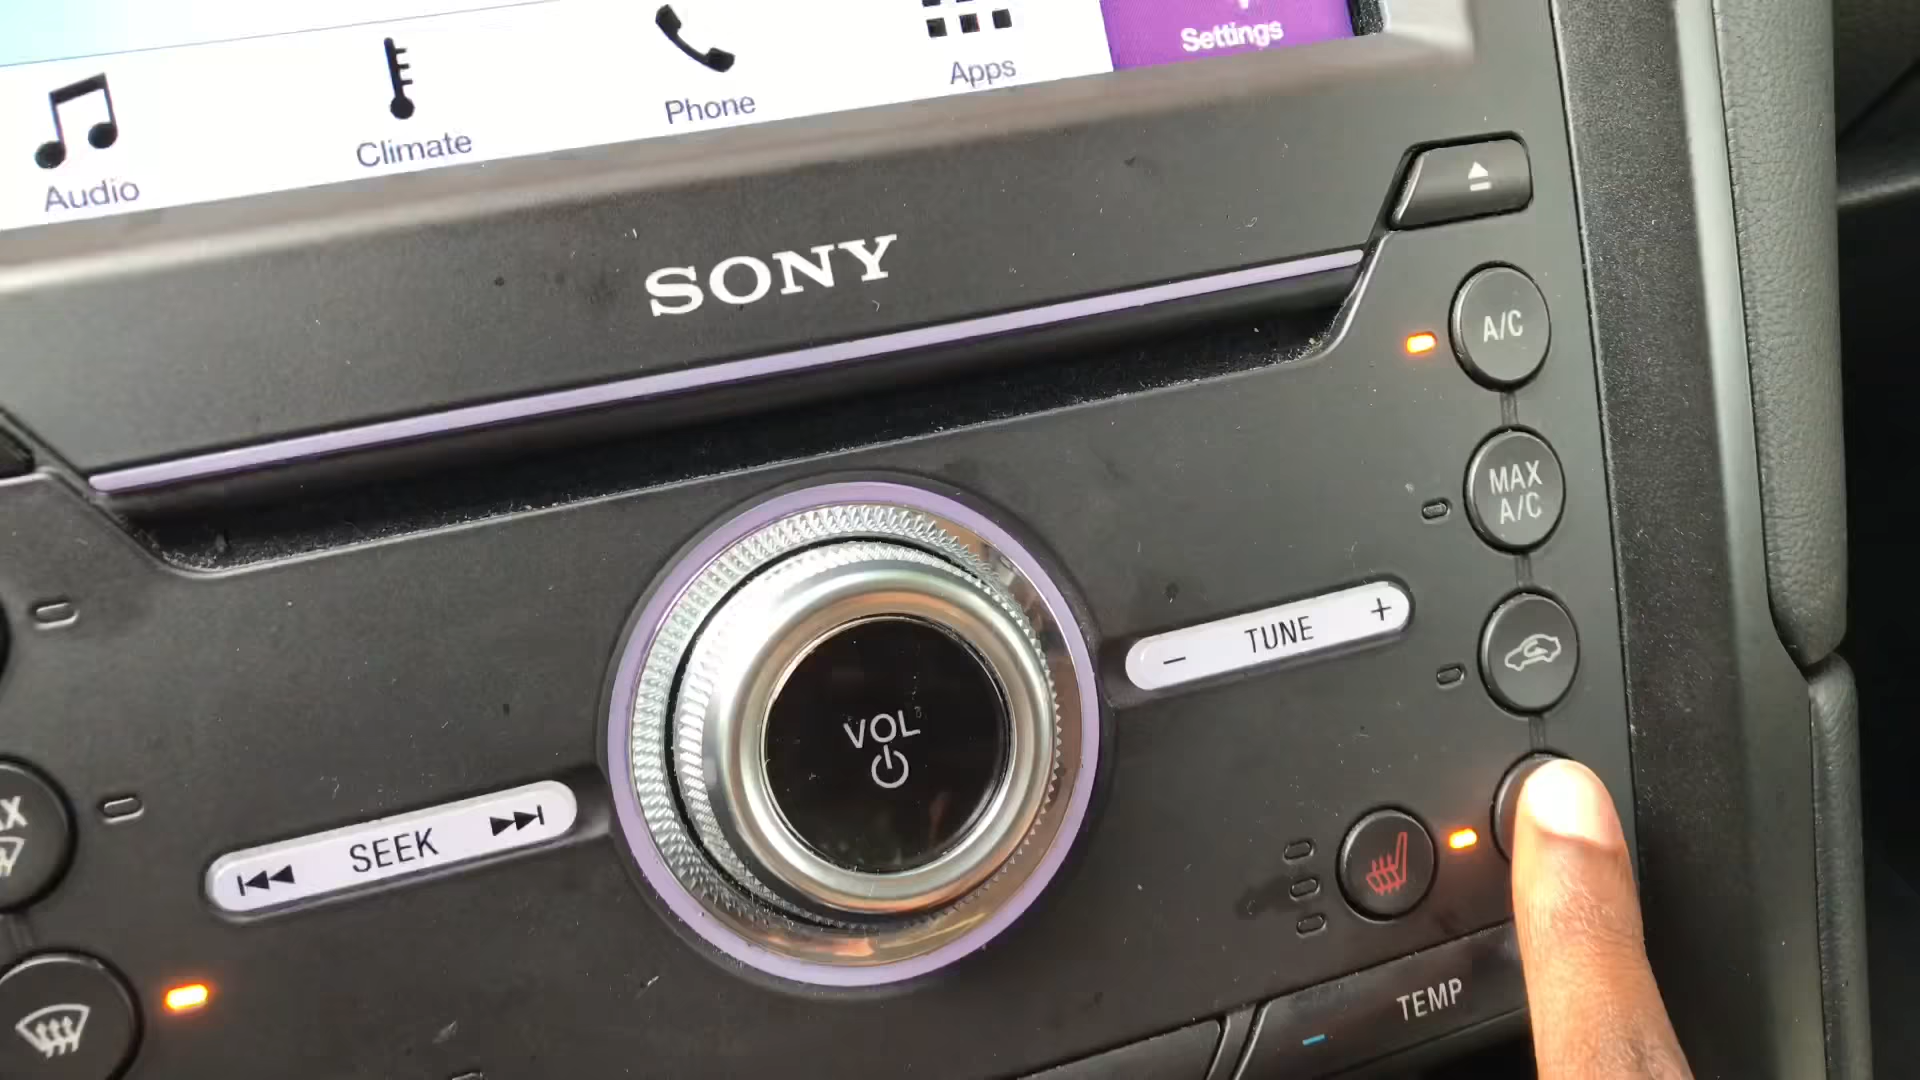 Settings
Apps
Phone
Climate
Audio
SONY
A/C
MAX
A/C
− TUNE +
VOL
SEEK
TEMP